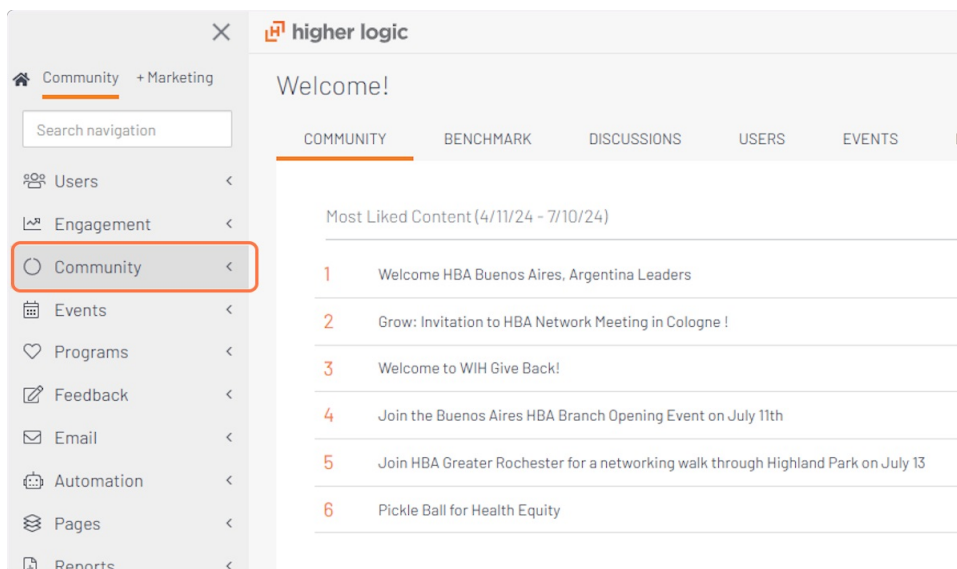 higher logic
Community + Marketing
Search navigation
Users
Engagement
Community
Events
Programs
Feedback
Email
Automation
Pages
Reports
Welcome!
COMMUNITY BENCHMARK DISCUSSIONS USERS EVENTS
Most Liked Content (4/11/24 - 7/10/24)
1 Welcome HBA Buenos Aires, Argentina Leaders
2 Grow: Invitation to HBA Network Meeting in Cologne !
3 Welcome to WIH Give Back!
4 Join the Buenos Aires HBA Branch Opening Event on July 11th
5 Join HBA Greater Rochester for a networking walk through Highland Park on July 13
6 Pickle Ball for Health Equity